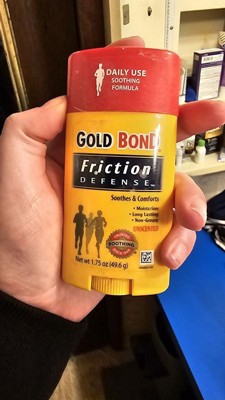 DAILY USE
SOOTHING
FORMULA
GOLD BOND
Friction
DEFENSE
Soothes & Comforts
• Moisturizes
• Long Lasting
• Non-Greasy
UNSCENTED
SOOTHING
Net wt 1.75 oz (49.6 g)